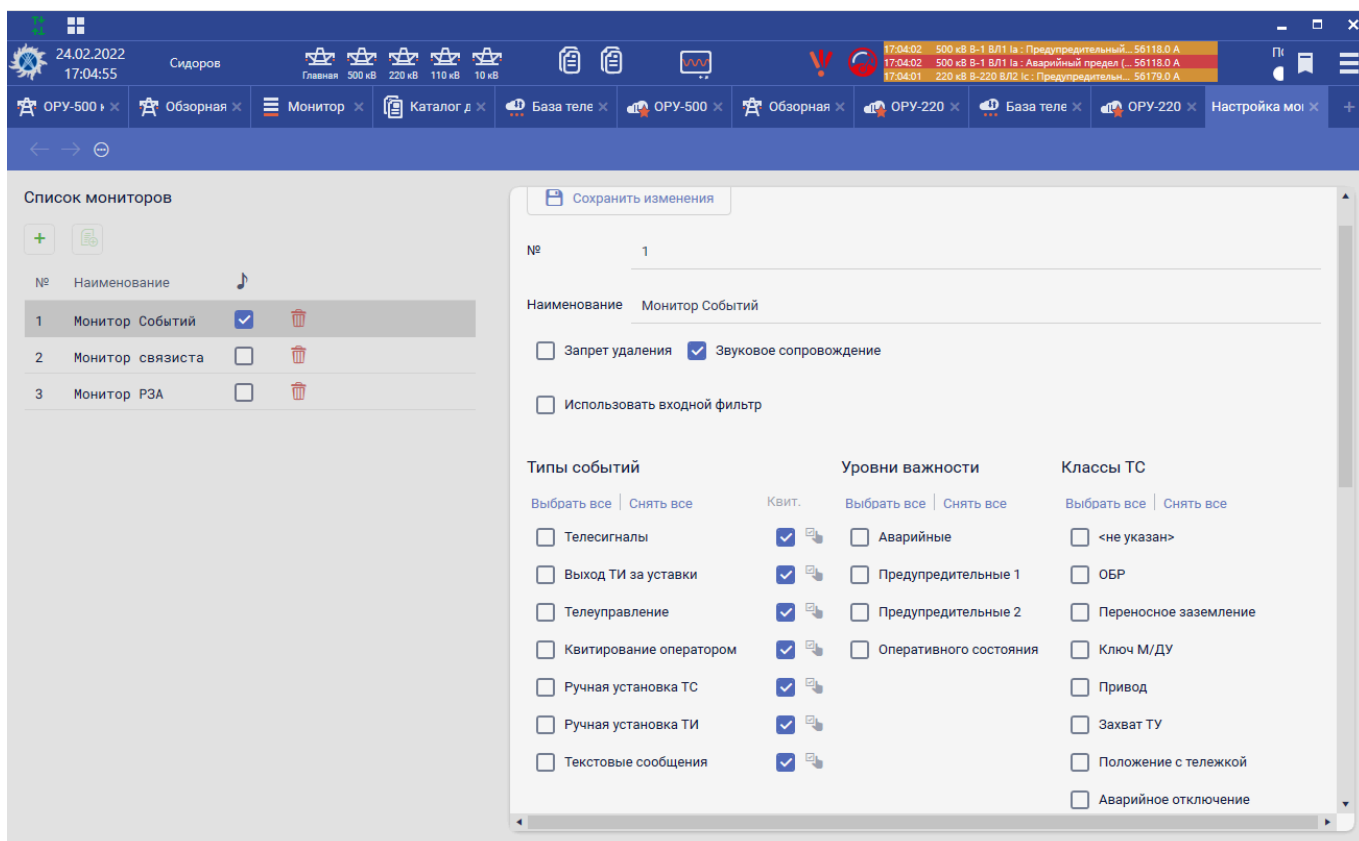 24.02.2022
17:04:55
Сидоров
Главная 500 кВ 220 кВ 110 кВ 10 кВ
17:04:02 500 кВ В-1 ВЛ1 Ia : Предупредительный... 56118.0 А
17:04:02 500 кВ В-1 ВЛ1 Ia : Аварийный предел (... 56118.0 А
17:04:01 220 кВ В-220 ВЛ2 Ic : Предупредительн... 56179.0 А
ОРУ-500 Обзорная Монитор Каталог д База теле ОРУ-500 Обзорная ОРУ-220 База теле ОРУ-220 Настройка мо
Список мониторов
Сохранить изменения
№ 1
№ Наименование
Наименование Монитор Событий
1 Монитор Событий
2 Монитор связиста
3 Монитор РЗА
Запрет удаления Звуковое сопровождение
Использовать входной фильтр
Типы событий Уровни важности Классы ТС
Выбрать все | Снять все Квит. Выбрать все | Снять все Выбрать все | Снять все
Телесигналы Аварийные <не указан>
Выход ТИ за уставки Предупредительные 1 ОБР
Телеуправление Предупредительные 2 Переносное заземление
Квитирование оператором Оперативного состояния Ключ М/ДУ
Ручная установка ТС Привод
Ручная установка ТИ Захват ТУ
Текстовые сообщения Положение с тележкой
Аварийное отключение